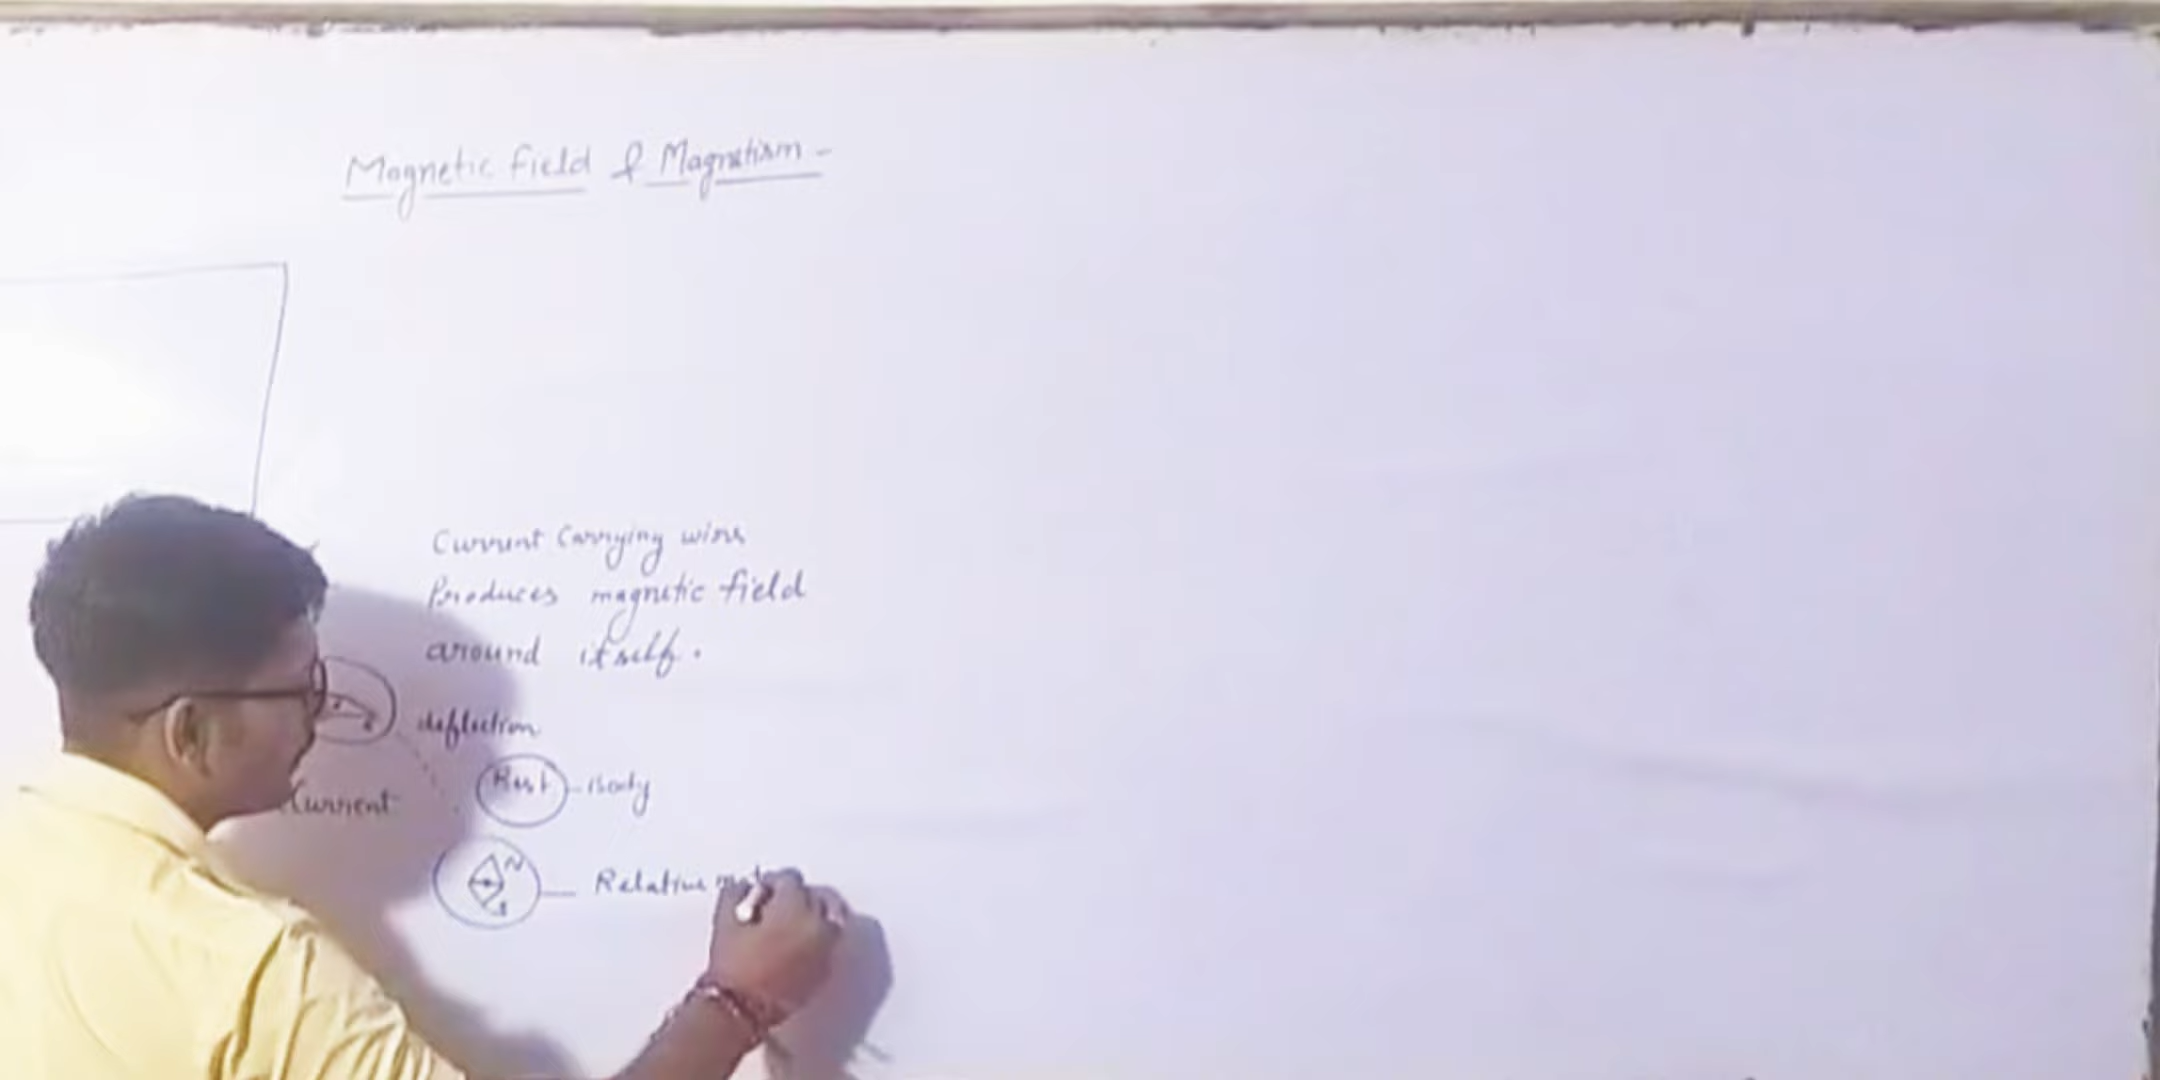 Magnetic field & Magnetism -
Current Carrying wire
Produces magnetic field
around itself.
deflection
Rest - Body
Current
N
Relative